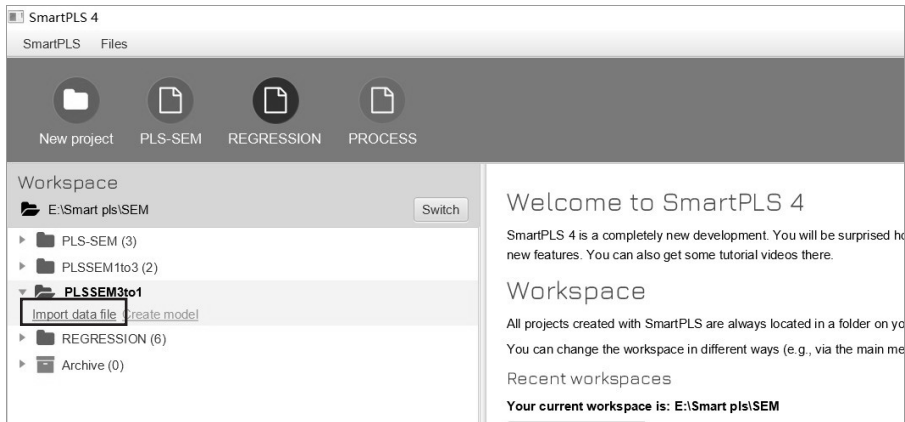 SmartPLS 4
SmartPLS Files
New project PLS-SEM REGRESSION PROCESS
Workspace
E:\Smart pls\SEM Switch
PLS-SEM (3)
PLSSEM1to3 (2)
PLSSEM3to1
Import data file Create model
REGRESSION (6)
Archive (0)
Welcome to SmartPLS 4
SmartPLS 4 is a completely new development. You will be surprised
new features. You can also get some tutorial videos there.
Workspace
All projects created with SmartPLS are always located in a folder on
You can change the workspace in different ways (e.g., via the main
Recent workspaces
Your current workspace is: E:\Smart pls\SEM